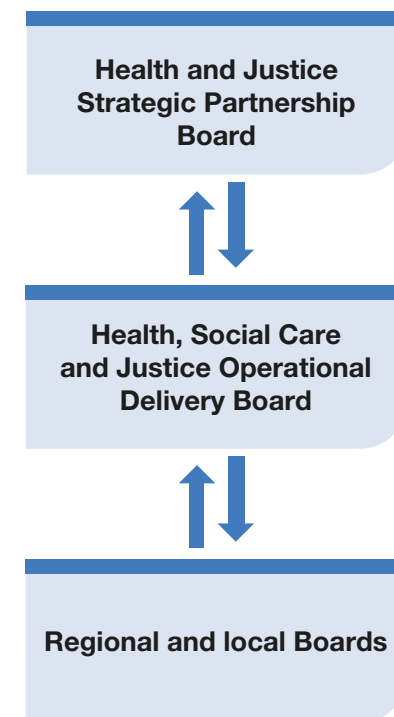 Health and Justice
Strategic Partnership
Board
Health, Social Care
and Justice Operational
Delivery Board
Regional and local Boards